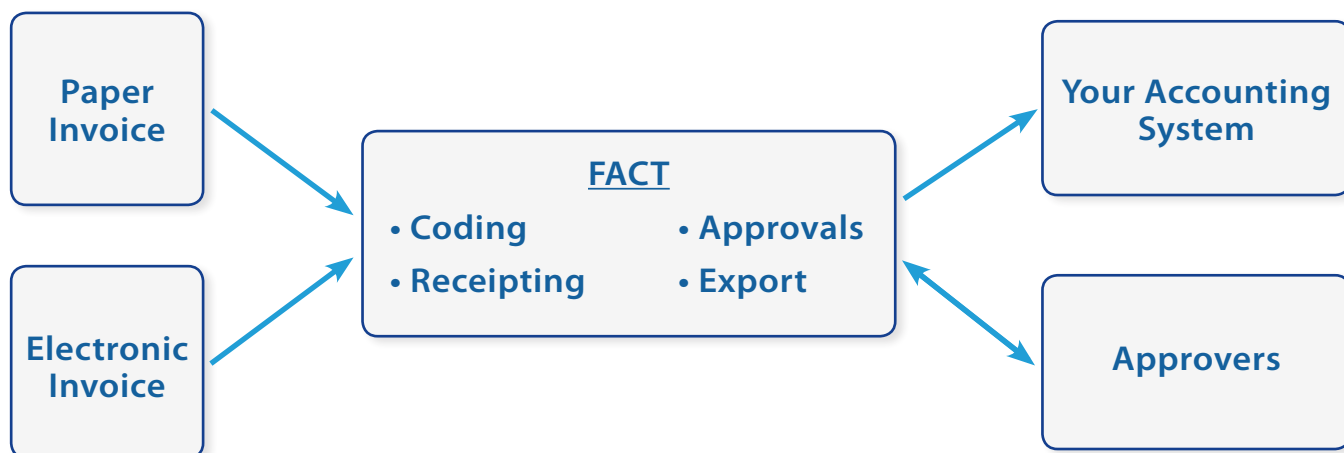 Paper
Invoice
Electronic
Invoice
FACT
• Coding
• Receipting
• Approvals
• Export
Your Accounting
System
Approvers